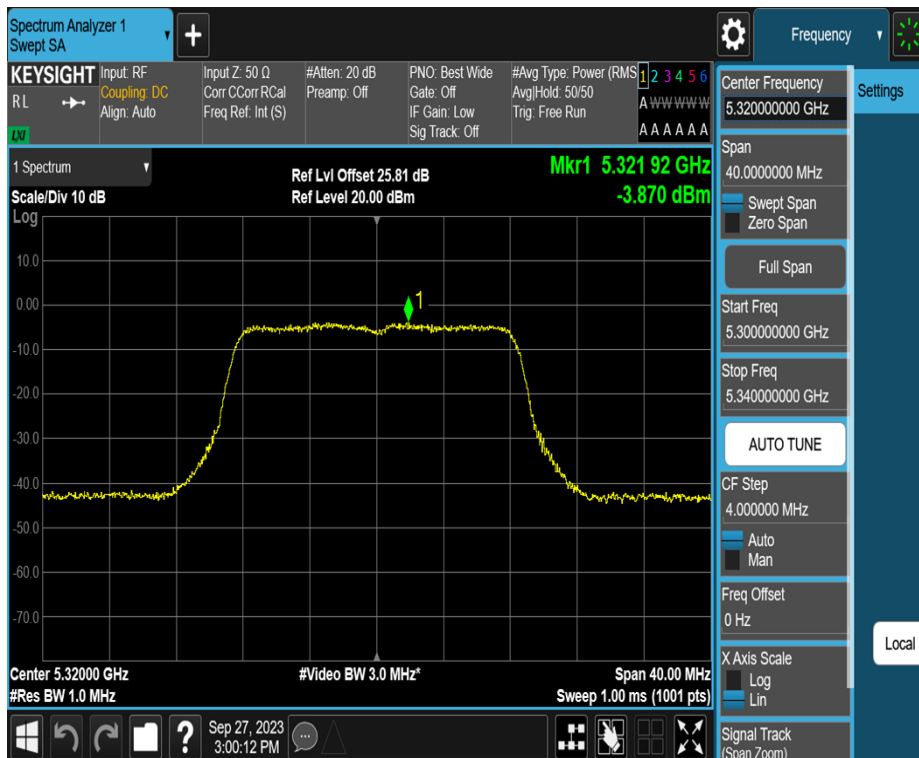 Spectrum Analyzer 1
Swept SA
+
Frequency
KEYSIGHT
RL
LXI
Input: RF
Coupling: DC
Align: Auto
Input Z: 50 Ω
Corr CCorr RCal
Freq Ref: Int (S)
#Atten: 20 dB
Preamp: Off
PNO: Best Wide
Gate: Off
IF Gain: Low
Sig Track: Off
#Avg Type: Power (RMS
Avg|Hold: 50/50
Trig: Free Run
1 2 3 4 5 6
A W W W W W
A A A A A A
1 Spectrum
Scale/Div 10 dB
Log
Ref Lvl Offset 25.81 dB
Ref Level 20.00 dBm
Mkr1 5.321 92 GHz
-3.870 dBm
10.0
0.00
-10.0
-20.0
-30.0
-40.0
-50.0
-60.0
-70.0
1
Center 5.32000 GHz
#Res BW 1.0 MHz
#Video BW 3.0 MHz*
Span 40.00 MHz
Sweep 1.00 ms (1001 pts)
Center Frequency
5.320000000 GHz
Span
40.0000000 MHz
Swept Span
Zero Span
Full Span
Start Freq
5.300000000 GHz
Stop Freq
5.340000000 GHz
AUTO TUNE
CF Step
4.000000 MHz
Auto
Man
Freq Offset
0 Hz
X Axis Scale
Log
Lin
Signal Track
(Span Zoom)
Settings
Local
?
Sep 27, 2023
3:00:12 PM